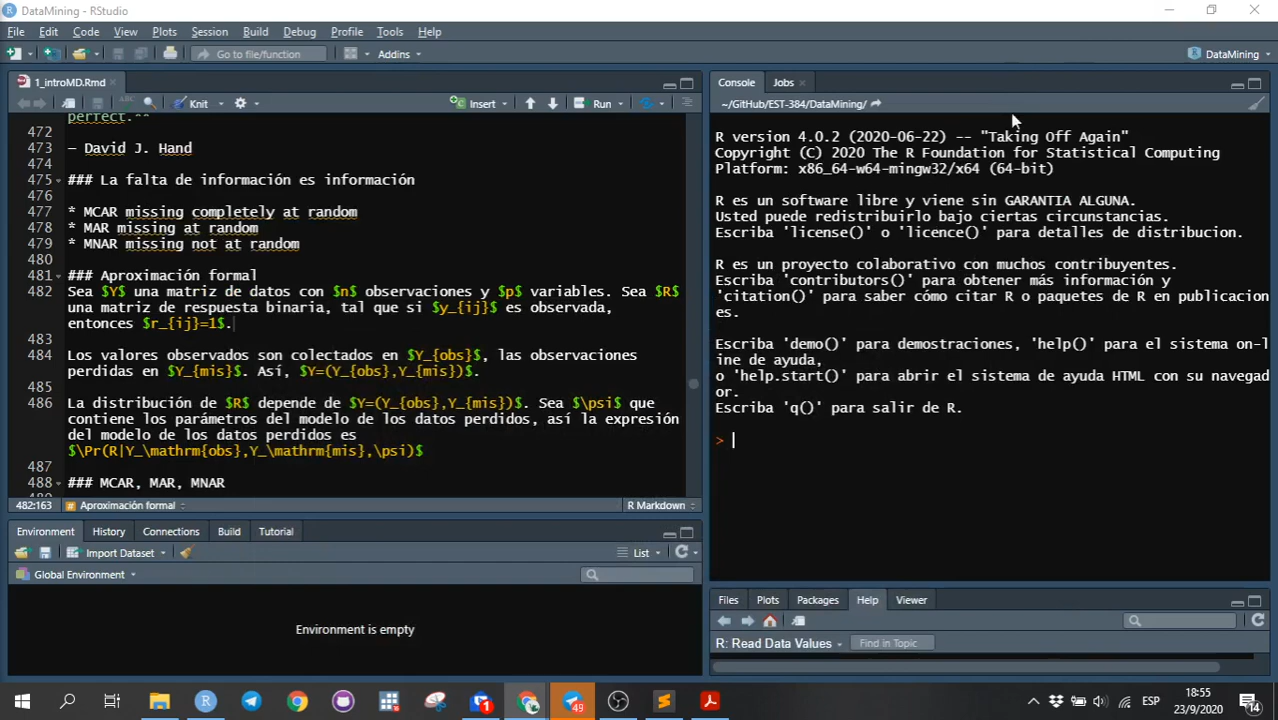 DataMining - RStudio
File Edit Code View Plots Session Build Debug Profile Tools Help
Go to file/function Addins DataMining
1_introMD.Rmd
Knit Insert Run
perfect.**
472
473 — David J. Hand
474
475 ### La falta de información es información
476
477 * MCAR missing completely at random
478 * MAR missing at random
479 * MNAR missing not at random
480
481 ### Aproximación formal
482 Sea $Y$ una matriz de datos con $n$ observaciones y $p$ variables. Sea $R$
una matriz de respuesta binaria, tal que si $y_{ij}$ es observada,
entonces $r_{ij}=1$.
483
484 Los valores observados son colectados en $Y_{obs}$, las observaciones
perdidas en $Y_{mis}$. Así, $Y=(Y_{obs},Y_{mis})$.
485
486 La distribución de $R$ depende de $Y=(Y_{obs},Y_{mis})$. Sea $\psi$ que
contiene los parámetros del modelo de los datos perdidos, así la expresión
del modelo de los datos perdidos es
$\Pr(R|Y_\mathrm{obs},Y_\mathrm{mis},\psi)$
487
488 ### MCAR, MAR, MNAR
482:163 Aproximación formal R Markdown
Environment History Connections Build Tutorial
Import Dataset List
Global Environment
Environment is empty
Console Jobs
~/GitHub/EST-384/DataMining/
R version 4.0.2 (2020-06-22) -- "Taking Off Again"
Copyright (C) 2020 The R Foundation for Statistical Computing
Platform: x86_64-w64-mingw32/x64 (64-bit)
R es un software libre y viene sin GARANTIA ALGUNA.
Usted puede redistribuirlo bajo ciertas circunstancias.
Escriba 'license()' o 'licence()' para detalles de distribucion.
R es un proyecto colaborativo con muchos contribuyentes.
Escriba 'contributors()' para obtener más información y
'citation()' para saber cómo citar R o paquetes de R en publicacion
es.
Escriba 'demo()' para demostraciones, 'help()' para el sistema on-l
ine de ayuda,
o 'help.start()' para abrir el sistema de ayuda HTML con su navegad
or.
Escriba 'q()' para salir de R.
>
Files Plots Packages Help Viewer
R: Read Data Values Find in Topic
49 1 ESP 18:55
23/9/2020 14